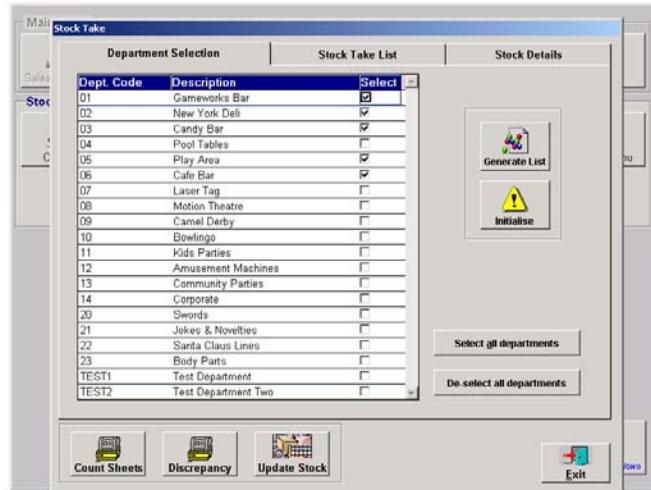 Main
Stock Take
Department Selection Stock Take List Stock Details
Dept. Code Description Select
01 Gameworks Bar
02 New York Deli
03 Candy Bar
04 Pool Tables
05 Play Area
06 Cafe Bar
07 Laser Tag
08 Motion Theatre
09 Camel Derby
10 Bowlingo
11 Kids Parties
12 Amusement Machines
13 Community Parties
14 Corporate
20 Swords
21 Jokes & Novelties
22 Santa Claus Lines
23 Body Parts
TEST1 Test Department
TEST2 Test Department Two
Generate List
Initialise
Select all departments
De-select all departments
Count Sheets Discrepancy Update Stock
Exit